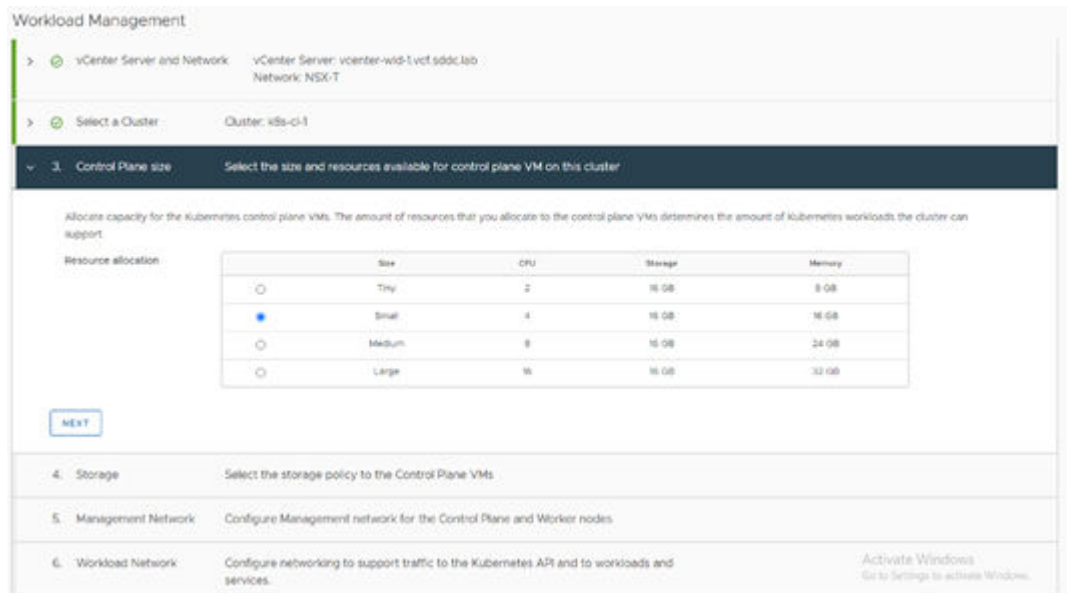 Workload Management
vCenter Server and Network vCenter Server: vcenter-wld-1.vcf.sddc.lab
Network: NSX-T
Select a Cluster Cluster: k8s-cl-1
3. Control Plane size Select the size and resources available for control plane VM on this cluster
Allocate capacity for the Kubernetes control plane VMs. The amount of resources that you allocate to the control plane VMs determines the amount of Kubernetes workloads the cluster can
support.
Resource allocation Size CPU Storage Memory
Tiny 2 16 GB 8 GB
Small 4 16 GB 16 GB
Medium 8 16 GB 24 GB
Large 16 16 GB 32 GB
NEXT
4. Storage Select the storage policy to the Control Plane VMs
5. Management Network Configure Management network for the Control Plane and Worker nodes
6. Workload Network Configure networking to support traffic to the Kubernetes API and to workloads and
services.
Activate Windows
Go to Settings to activate Windows.